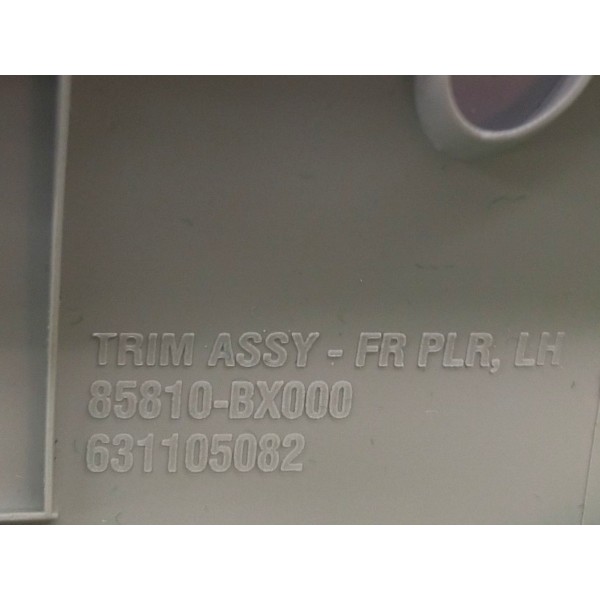 TRIM ASSY - FR PLR, LH
85810-BX000
631105082